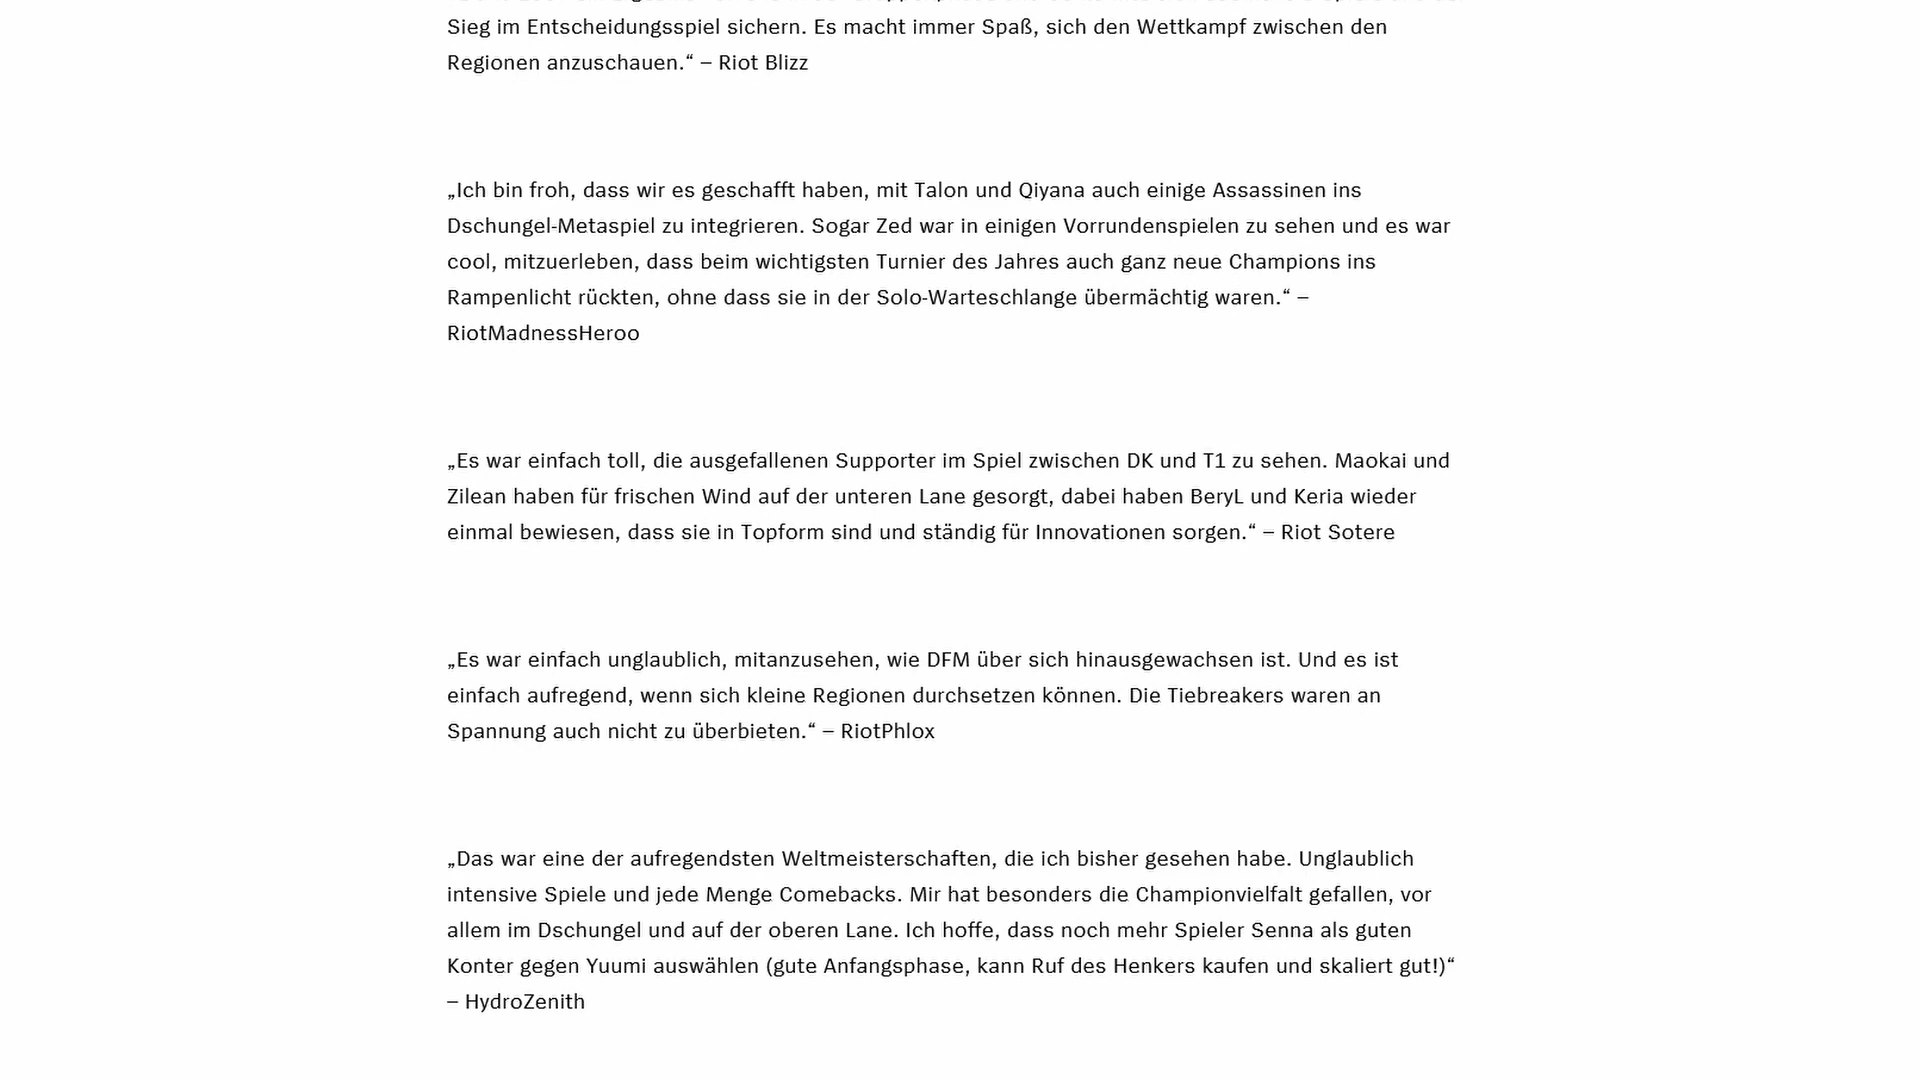 Sieg im Entscheidungsspiel sichern. Es macht immer Spaß, sich den Wettkampf zwischen den
Regionen anzuschauen.“ – Riot Blizz
„Ich bin froh, dass wir es geschafft haben, mit Talon und Qiyana auch einige Assassinen ins
Dschungel-Metaspiel zu integrieren. Sogar Zed war in einigen Vorrundenspielen zu sehen und es war
cool, mitzuerleben, dass beim wichtigsten Turnier des Jahres auch ganz neue Champions ins
Rampenlicht rückten, ohne dass sie in der Solo-Warteschlange übermächtig waren.“ –
RiotMadnessHeroo
„Es war einfach toll, die ausgefallenen Supporter im Spiel zwischen DK und T1 zu sehen. Maokai und
Zilean haben für frischen Wind auf der unteren Lane gesorgt, dabei haben BeryL und Keria wieder
einmal bewiesen, dass sie in Topform sind und ständig für Innovationen sorgen.“ – Riot Sotere
„Es war einfach unglaublich, mitanzusehen, wie DFM über sich hinausgewachsen ist. Und es ist
einfach aufregend, wenn sich kleine Regionen durchsetzen können. Die Tiebreakers waren an
Spannung auch nicht zu überbieten.“ – RiotPhlox
„Das war eine der aufregendsten Weltmeisterschaften, die ich bisher gesehen habe. Unglaublich
intensive Spiele und jede Menge Comebacks. Mir hat besonders die Championvielfalt gefallen, vor
allem im Dschungel und auf der oberen Lane. Ich hoffe, dass noch mehr Spieler Senna als guten
Konter gegen Yuumi auswählen (gute Anfangsphase, kann Ruf des Henkers kaufen und skaliert gut!)“
– HydroZenith